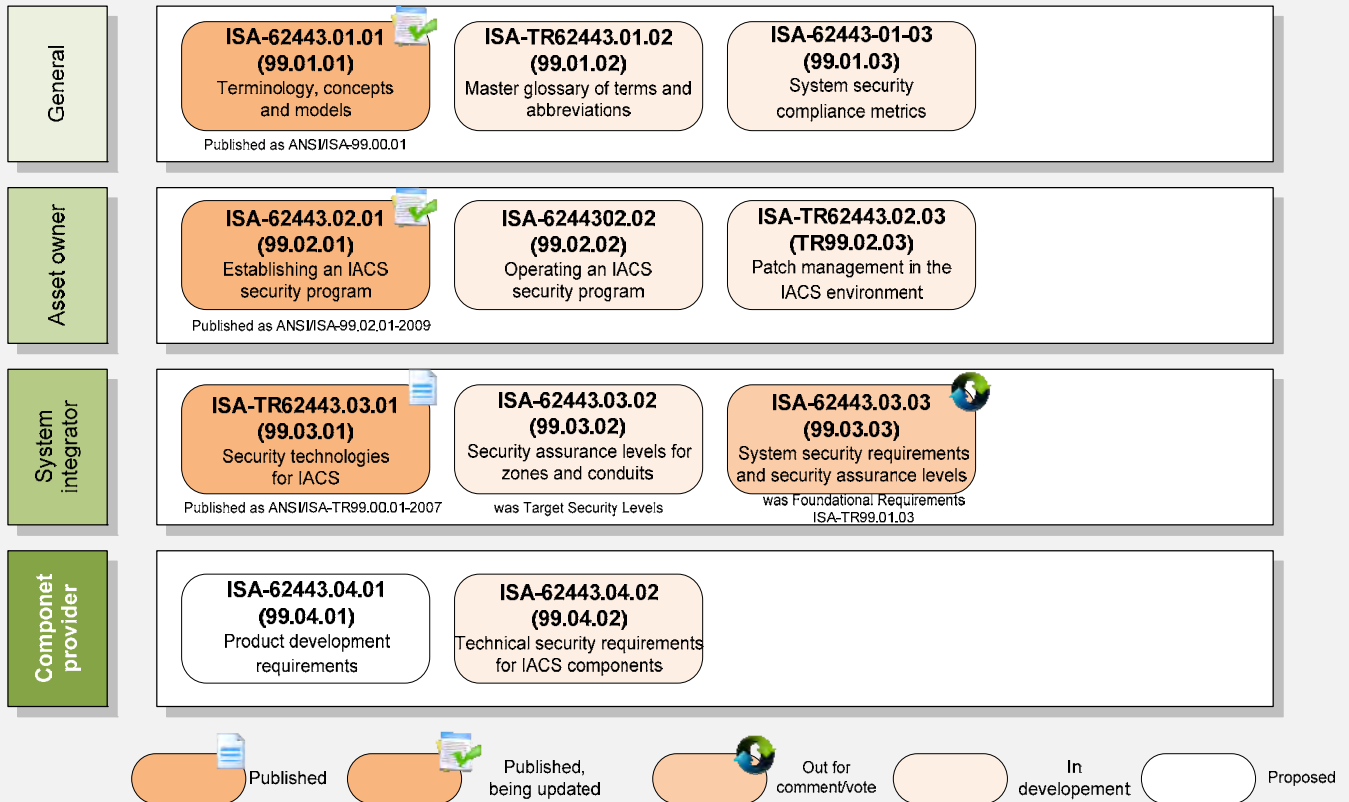 General
ISA-62443.01.01
(99.01.01)
Terminology, concepts
and models
Published as ANSI/ISA-99.00.01
ISA-TR62443.01.02
(99.01.02)
Master glossary of terms and
abbreviations
ISA-62443-01-03
(99.01.03)
System security
compliance metrics
Asset owner
ISA-62443.02.01
(99.02.01)
Establishing an IACS
security program
Published as ANSI/ISA-99.02.01-2009
ISA-6244302.02
(99.02.02)
Operating an IACS
security program
ISA-TR62443.02.03
(TR99.02.03)
Patch management in the
IACS environment
System
integrator
ISA-TR62443.03.01
(99.03.01)
Security technologies
for IACS
Published as ANSI/ISA-TR99.00.01-2007
ISA-62443.03.02
(99.03.02)
Security assurance levels for
zones and conduits
was Target Security Levels
ISA-62443.03.03
(99.03.03)
System security requirements
and security assurance levels
was Foundational Requirements
ISA-TR99.01.03
Componet
provider
ISA-62443.04.01
(99.04.01)
Product development
requirements
ISA-62443.04.02
(99.04.02)
Technical security requirements
for IACS components
Published
Published,
being updated
Out for
comment/vote
In
developement
Proposed